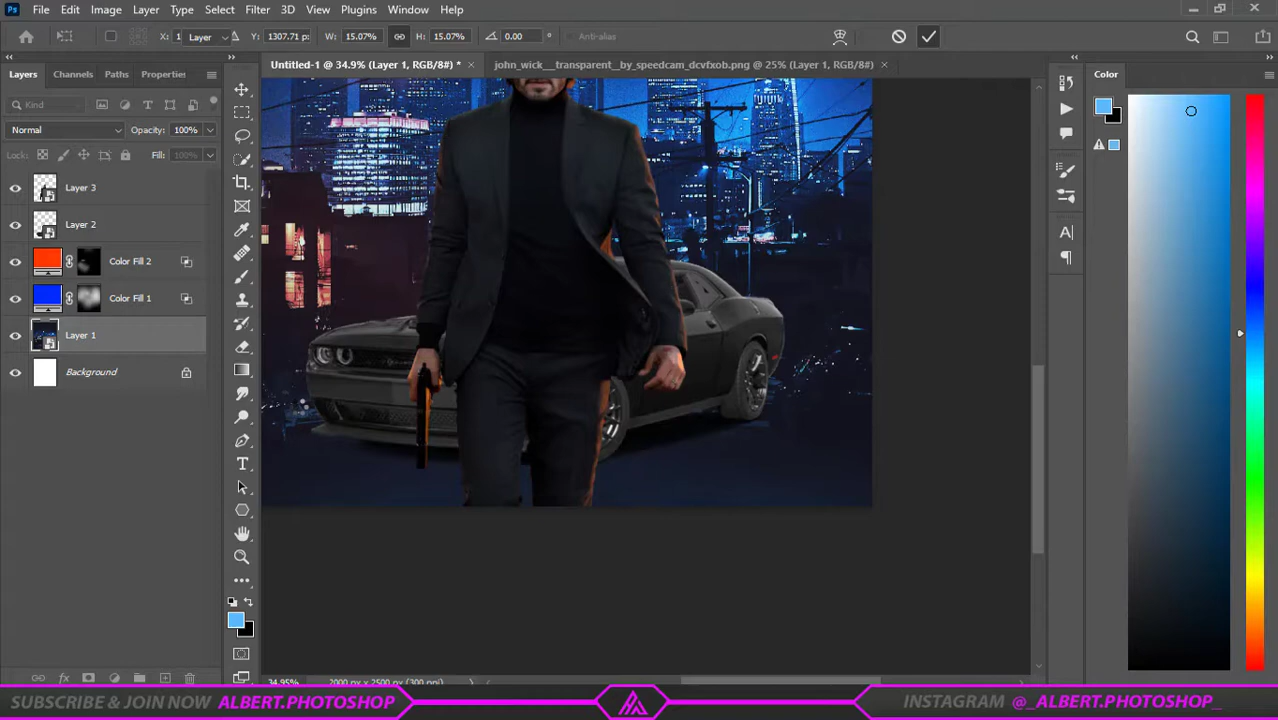 Ps File Edit Image Layer Type Select Filter 3D View Plugins Window Help
X: 1 Layer Y: 1307.71 p: W: 15.07% H: 15.07% 0.00 ° Anti-alias
Layers Channels Paths Properties
Untitled-1 @ 34.9% (Layer 1, RGB/8#) * ×
john_wick__transparent__by_speedcam_dcvfxob.png @ 25% (Layer 1, RGB/8#) ×
Color
Kind
Normal Opacity: 100%
Lock: Fill: 100%
Layer 3
Layer 2
Color Fill 2
Color Fill 1
Layer 1
Background
fx
34.95% 2000 px x 2500 px (300 ppi)
SUBSCRIBE & JOIN NOW ALBERT.PHOTOSHOP
INSTAGRAM @_ALBERT.PHOTOSHOP_